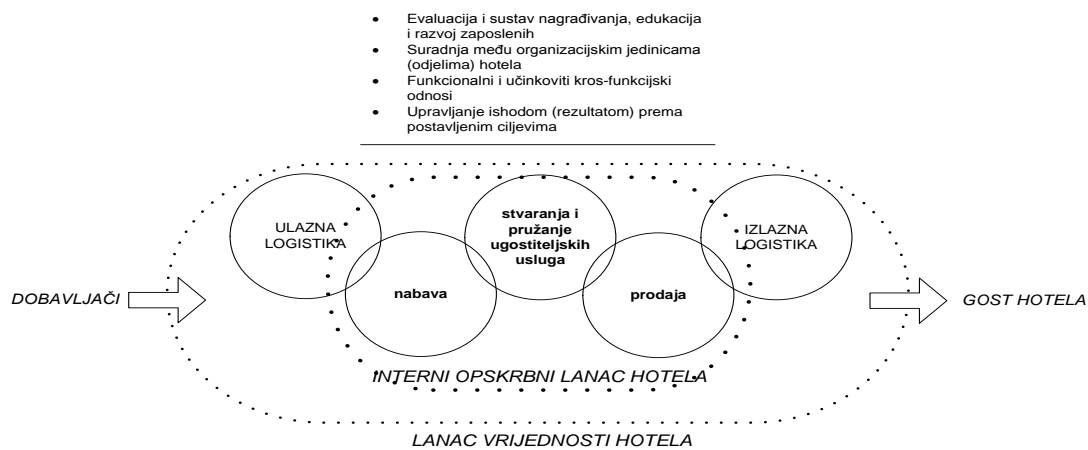 • Evaluacija i sustav nagrađivanja, edukacija
i razvoj zaposlenih
• Suradnja među organizacijskim jedinicama
(odjelima) hotela
• Funkcionalni i učinkoviti kros-funkcijski
odnosi
• Upravljanje ishodom (rezultatom) prema
postavljenim ciljevima
ULAZNA
LOGISTIKA
stvaranja i
pružanje
ugostiteljskih
usluga
IZLAZNA
LOGISTIKA
DOBAVLJAČI
nabava
prodaja
GOST HOTELA
INTERNI OPSKRBNI LANAC HOTELA
LANAC VRIJEDNOSTI HOTELA